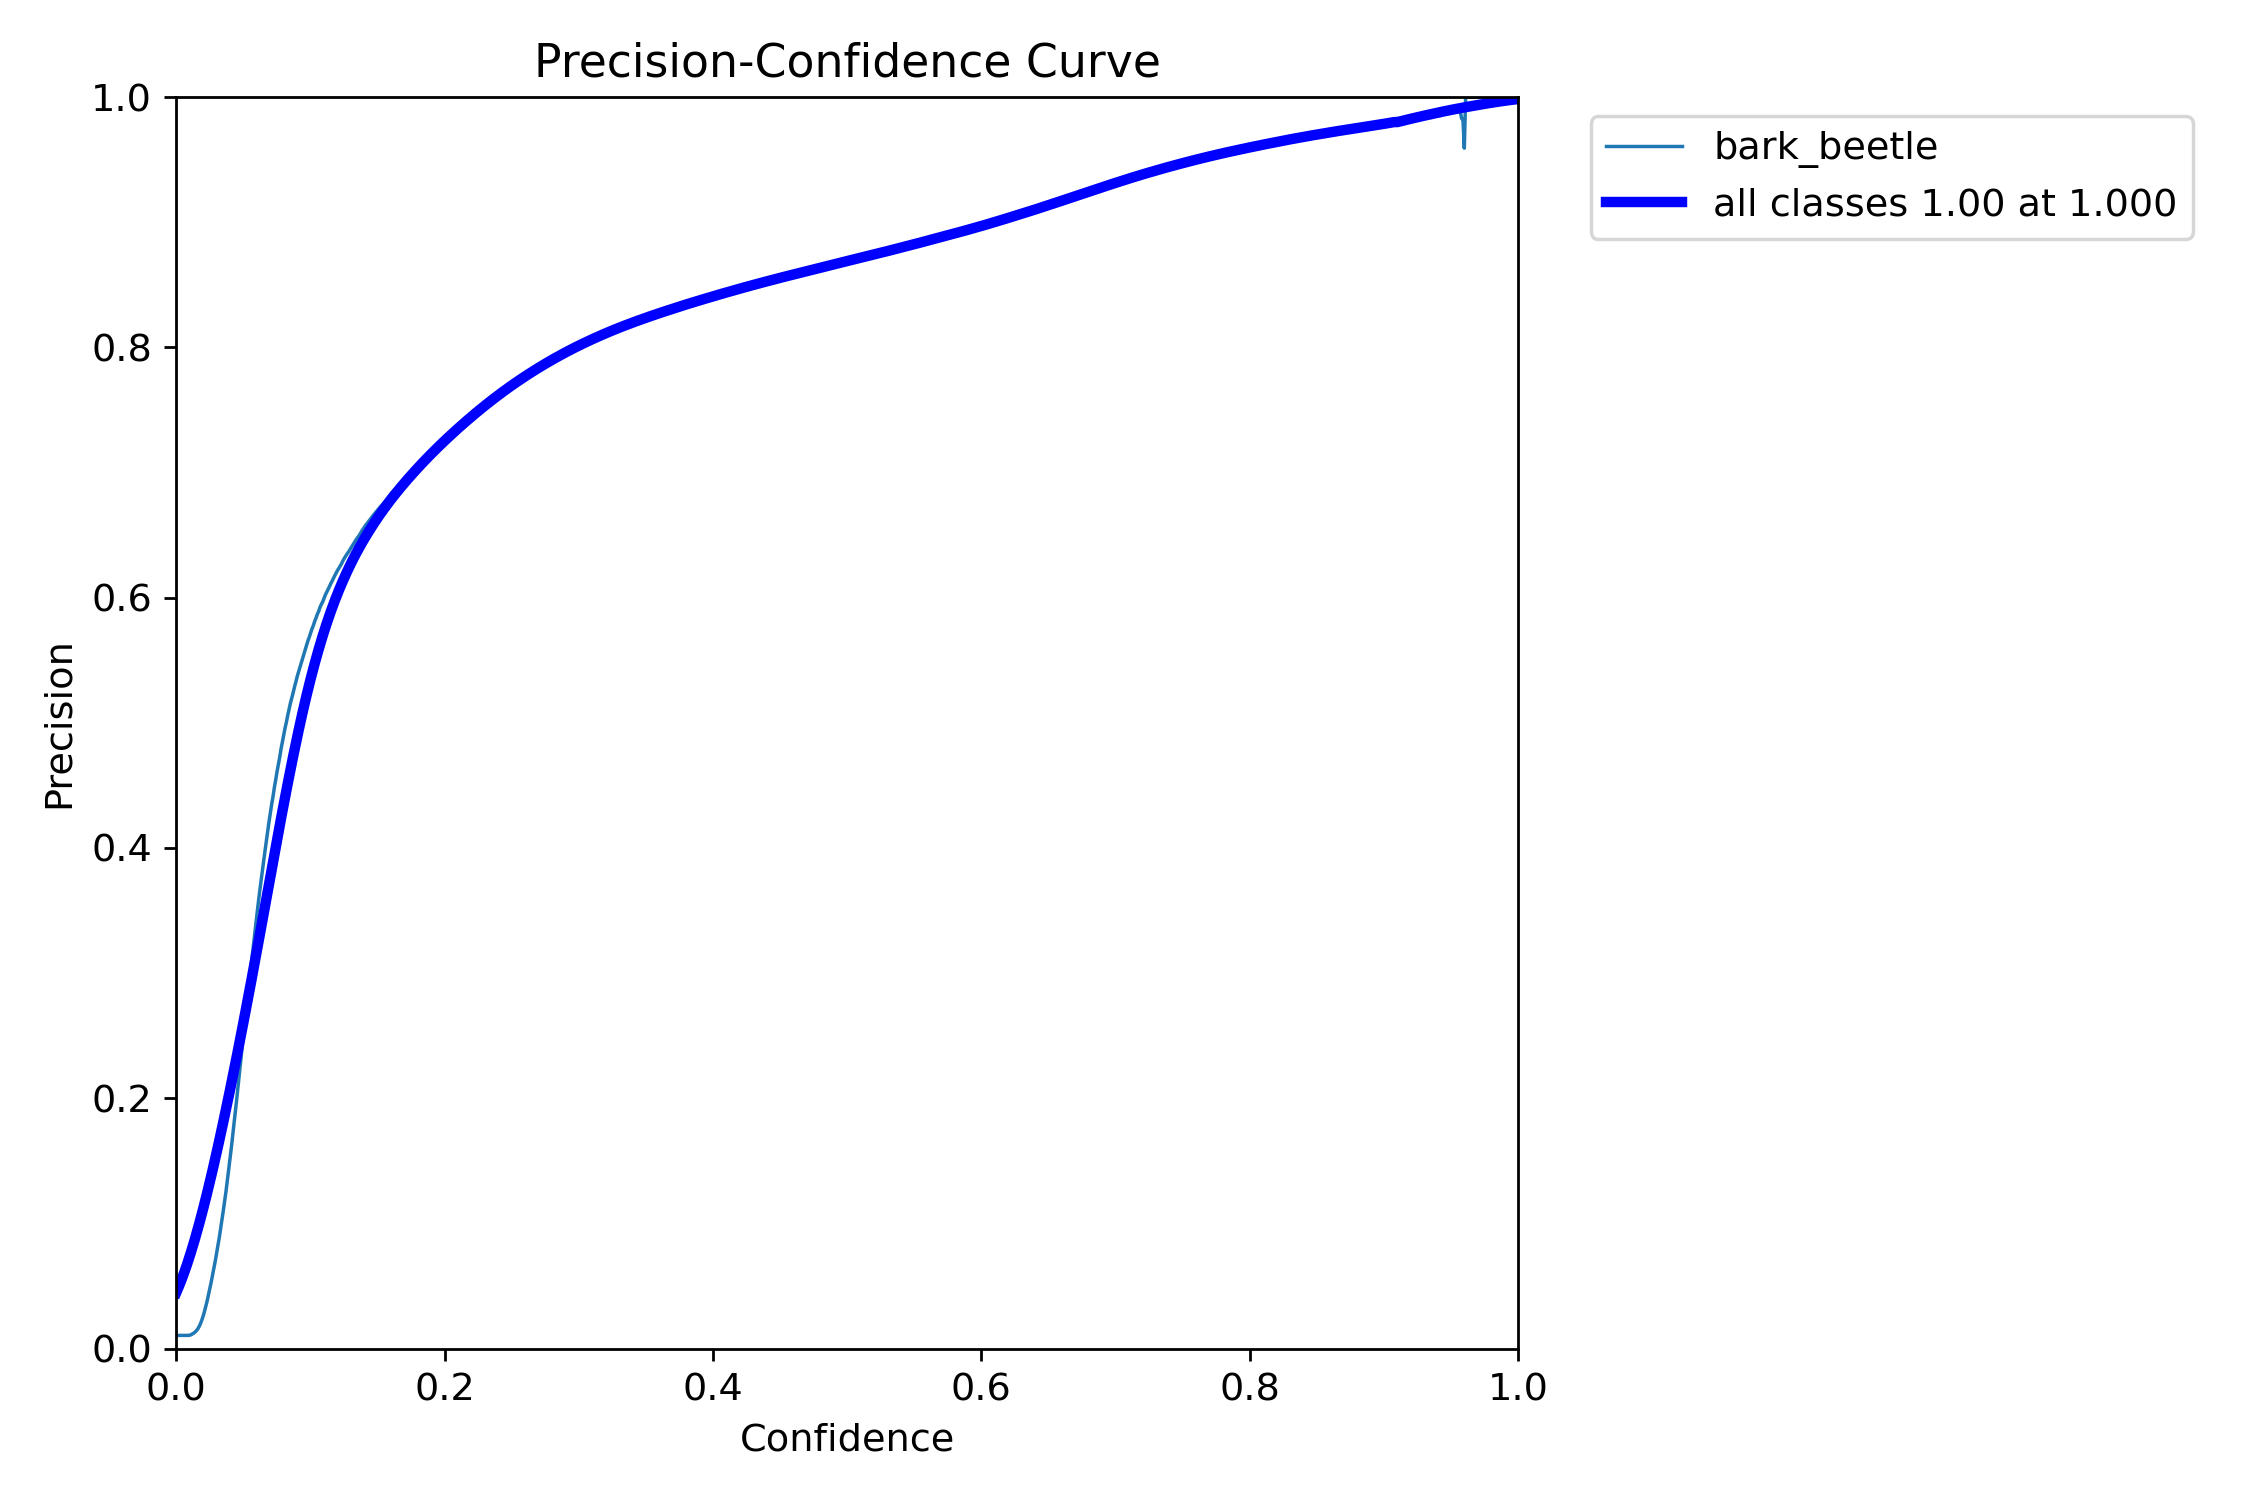 Precision-Confidence Curve
bark_beetle
all classes 1.00 at 1.000
1.0
0.8
0.6
0.4
0.2
0.0
Precision
0.0 0.2 0.4 0.6 0.8 1.0
Confidence